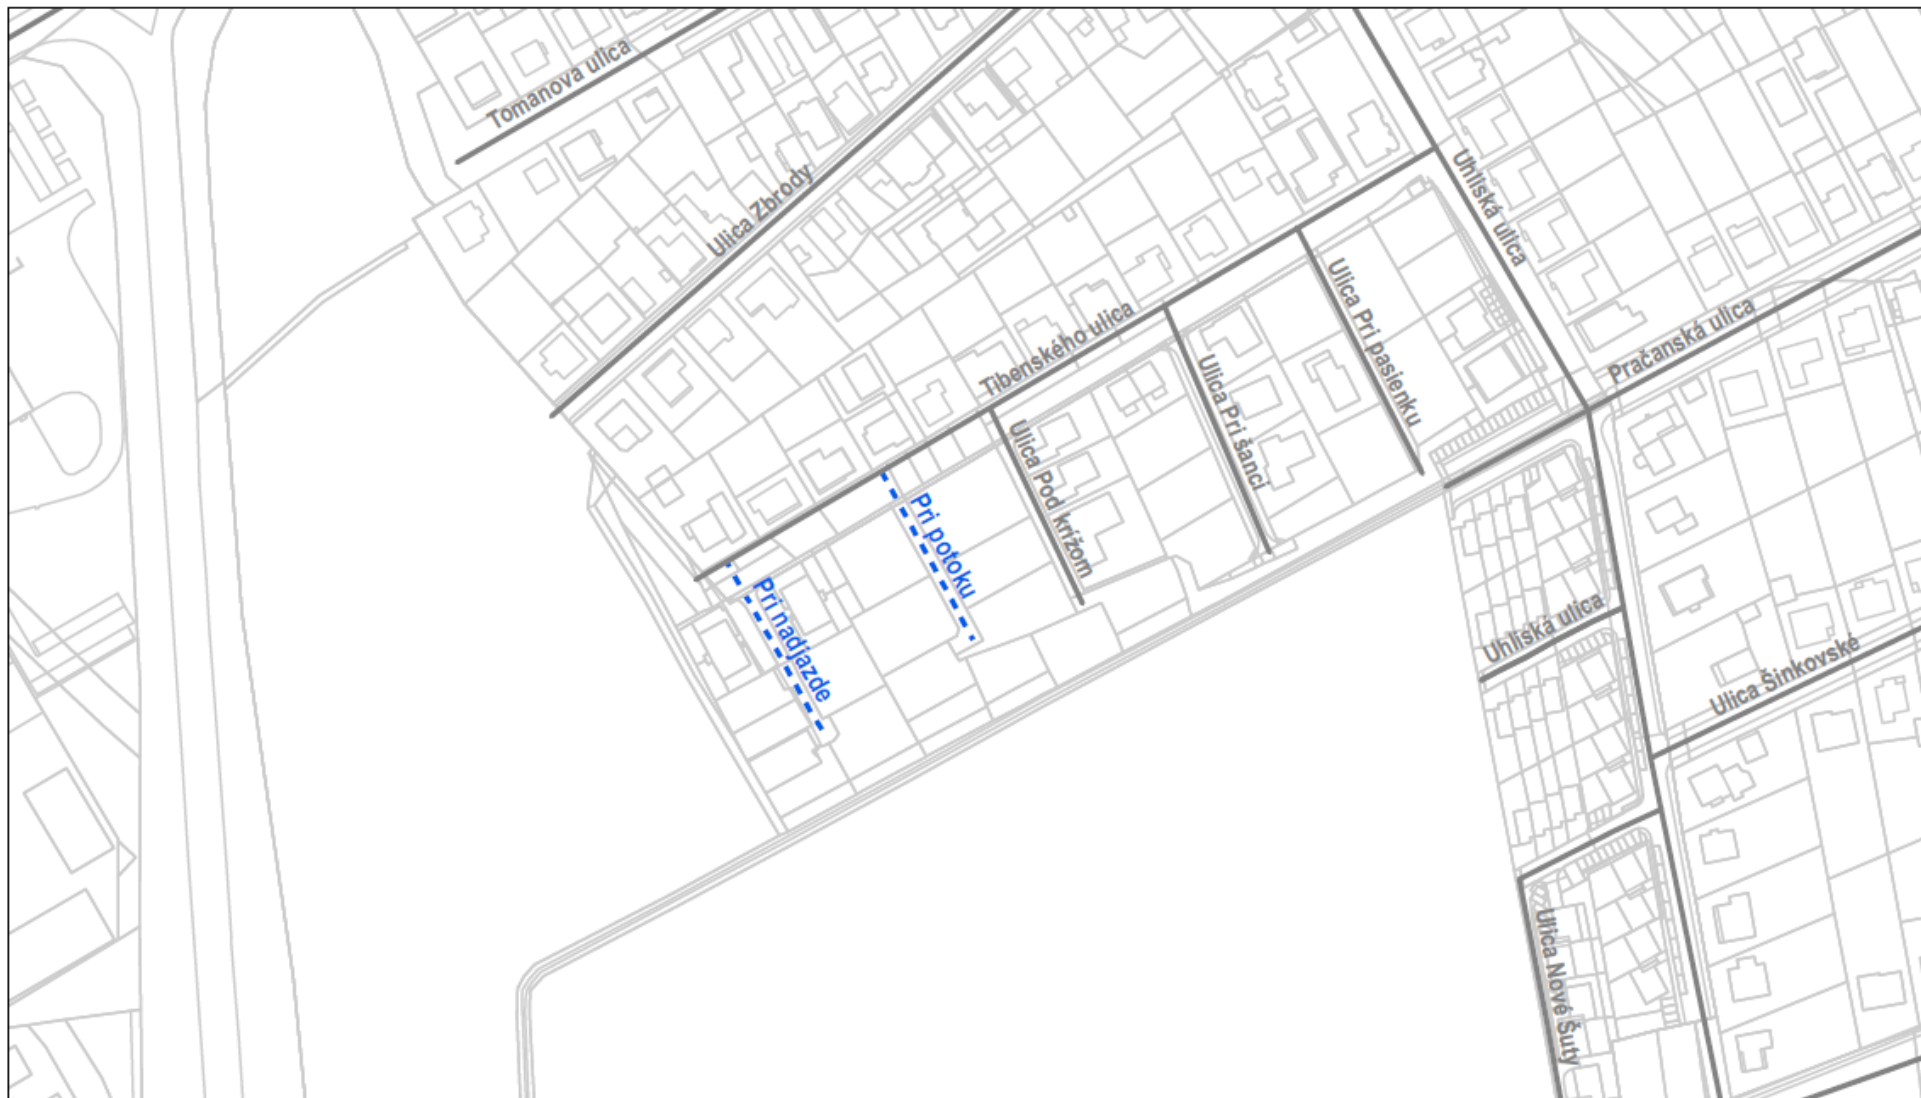 Tomanova ulica
Ulica Zbrody
Uhliská ulica
Tibenského ulica
Ulica Pri pasienku
Pračanská ulica
Ulica Pri šanci
Ulica Pod krížom
Pri potoku
Pri nadjazde
Uhliská ulica
Ulica Šinkovské
Ulica Nové Šuty